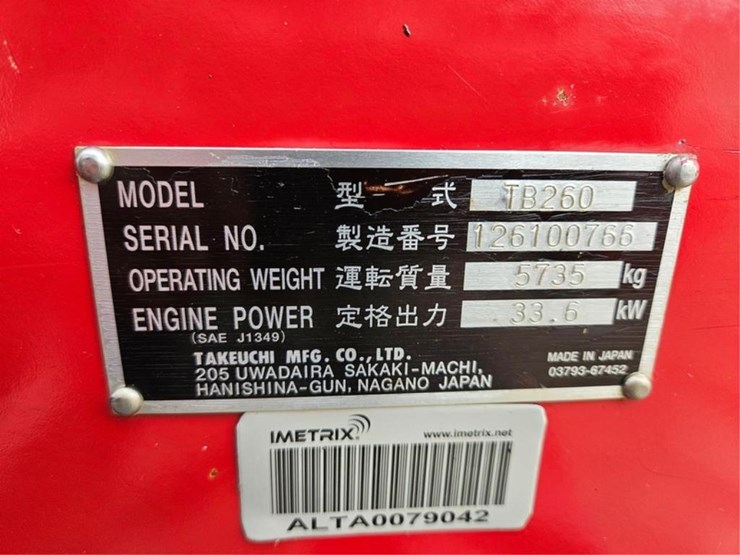 MODEL 型式 TB260
SERIAL NO. 製造番号 126100766
OPERATING WEIGHT 運転質量 5735 kg
ENGINE POWER 定格出力 33.6 kW
(SAE J1349)
TAKEUCHI MFG. CO., LTD.
205 UWADAIRA SAKAKI-MACHI,
HANISHINA-GUN, NAGANO JAPAN
MADE IN JAPAN
03793-67452
IMETRIX www.imetrix.net
ALTA0079042